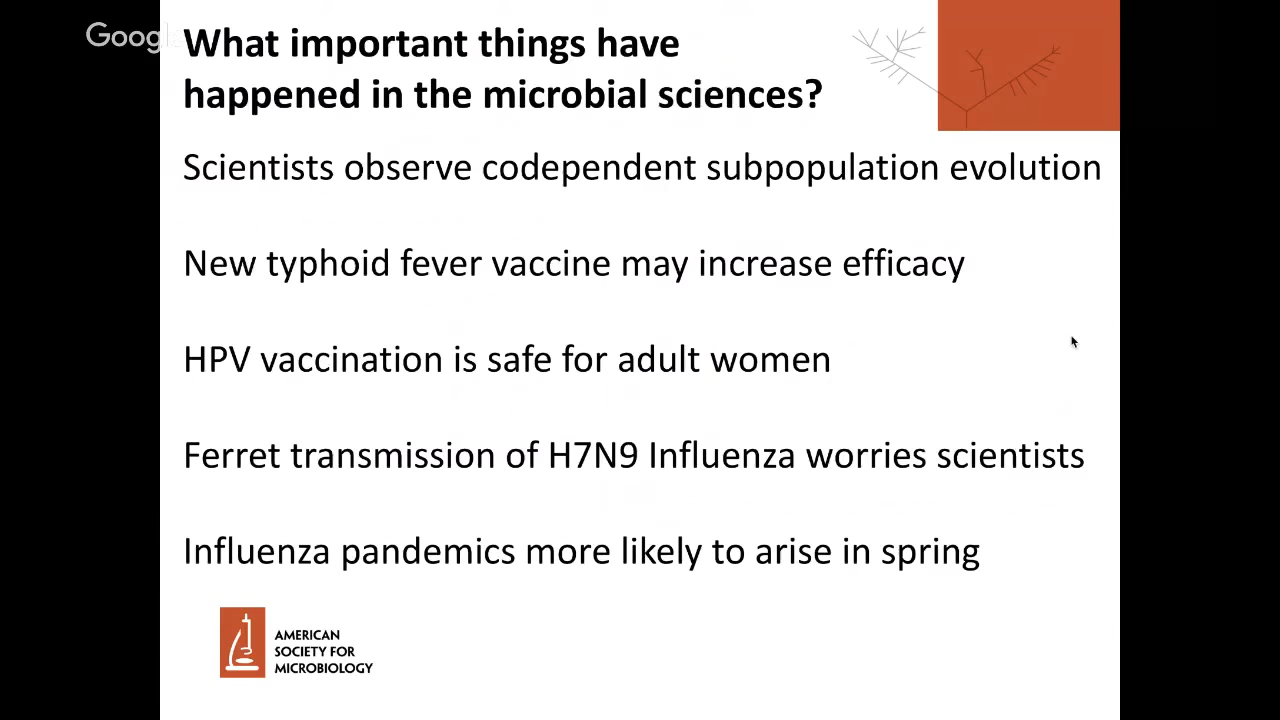 Google
What important things have
happened in the microbial sciences?
Scientists observe codependent subpopulation evolution
New typhoid fever vaccine may increase efficacy
HPV vaccination is safe for adult women
Ferret transmission of H7N9 Influenza worries scientists
Influenza pandemics more likely to arise in spring
AMERICAN
SOCIETY FOR
MICROBIOLOGY